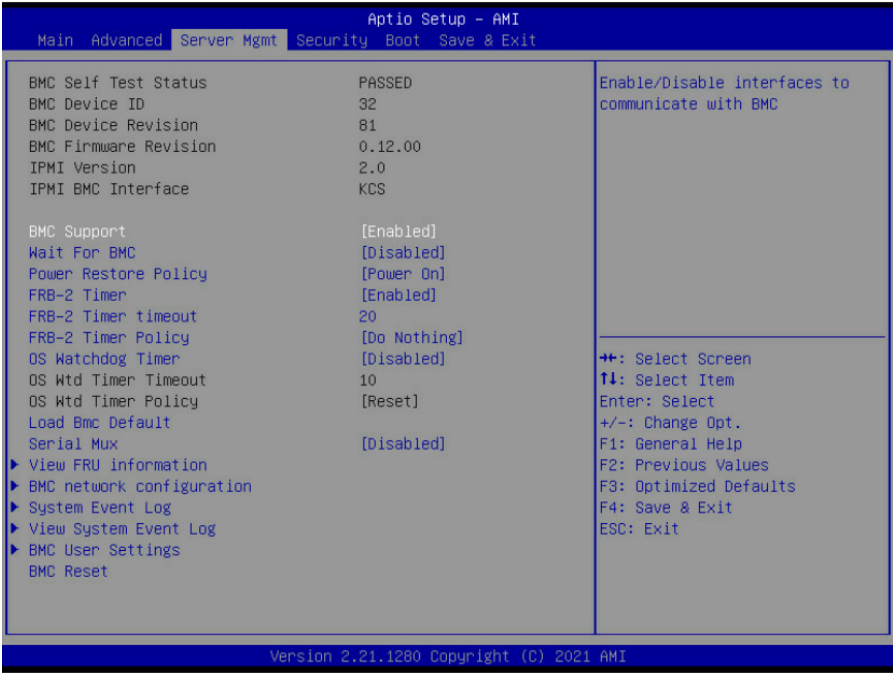 Aptio Setup – AMI
Main Advanced Server Mgmt Security Boot Save & Exit
BMC Self Test Status PASSED
BMC Device ID 32
BMC Device Revision 81
BMC Firmware Revision 0.12.00
IPMI Version 2.0
IPMI BMC Interface KCS
BMC Support [Enabled]
Wait For BMC [Disabled]
Power Restore Policy [Power On]
FRB-2 Timer [Enabled]
FRB-2 Timer timeout 20
FRB-2 Timer Policy [Do Nothing]
OS Watchdog Timer [Disabled]
OS Wtd Timer Timeout 10
OS Wtd Timer Policy [Reset]
Load Bmc Default
Serial Mux [Disabled]
View FRU information
BMC network configuration
System Event Log
View System Event Log
BMC User Settings
BMC Reset
Enable/Disable interfaces to
communicate with BMC
→←: Select Screen
↑↓: Select Item
Enter: Select
+/-: Change Opt.
F1: General Help
F2: Previous Values
F3: Optimized Defaults
F4: Save & Exit
ESC: Exit
Version 2.21.1280 Copyright (C) 2021 AMI